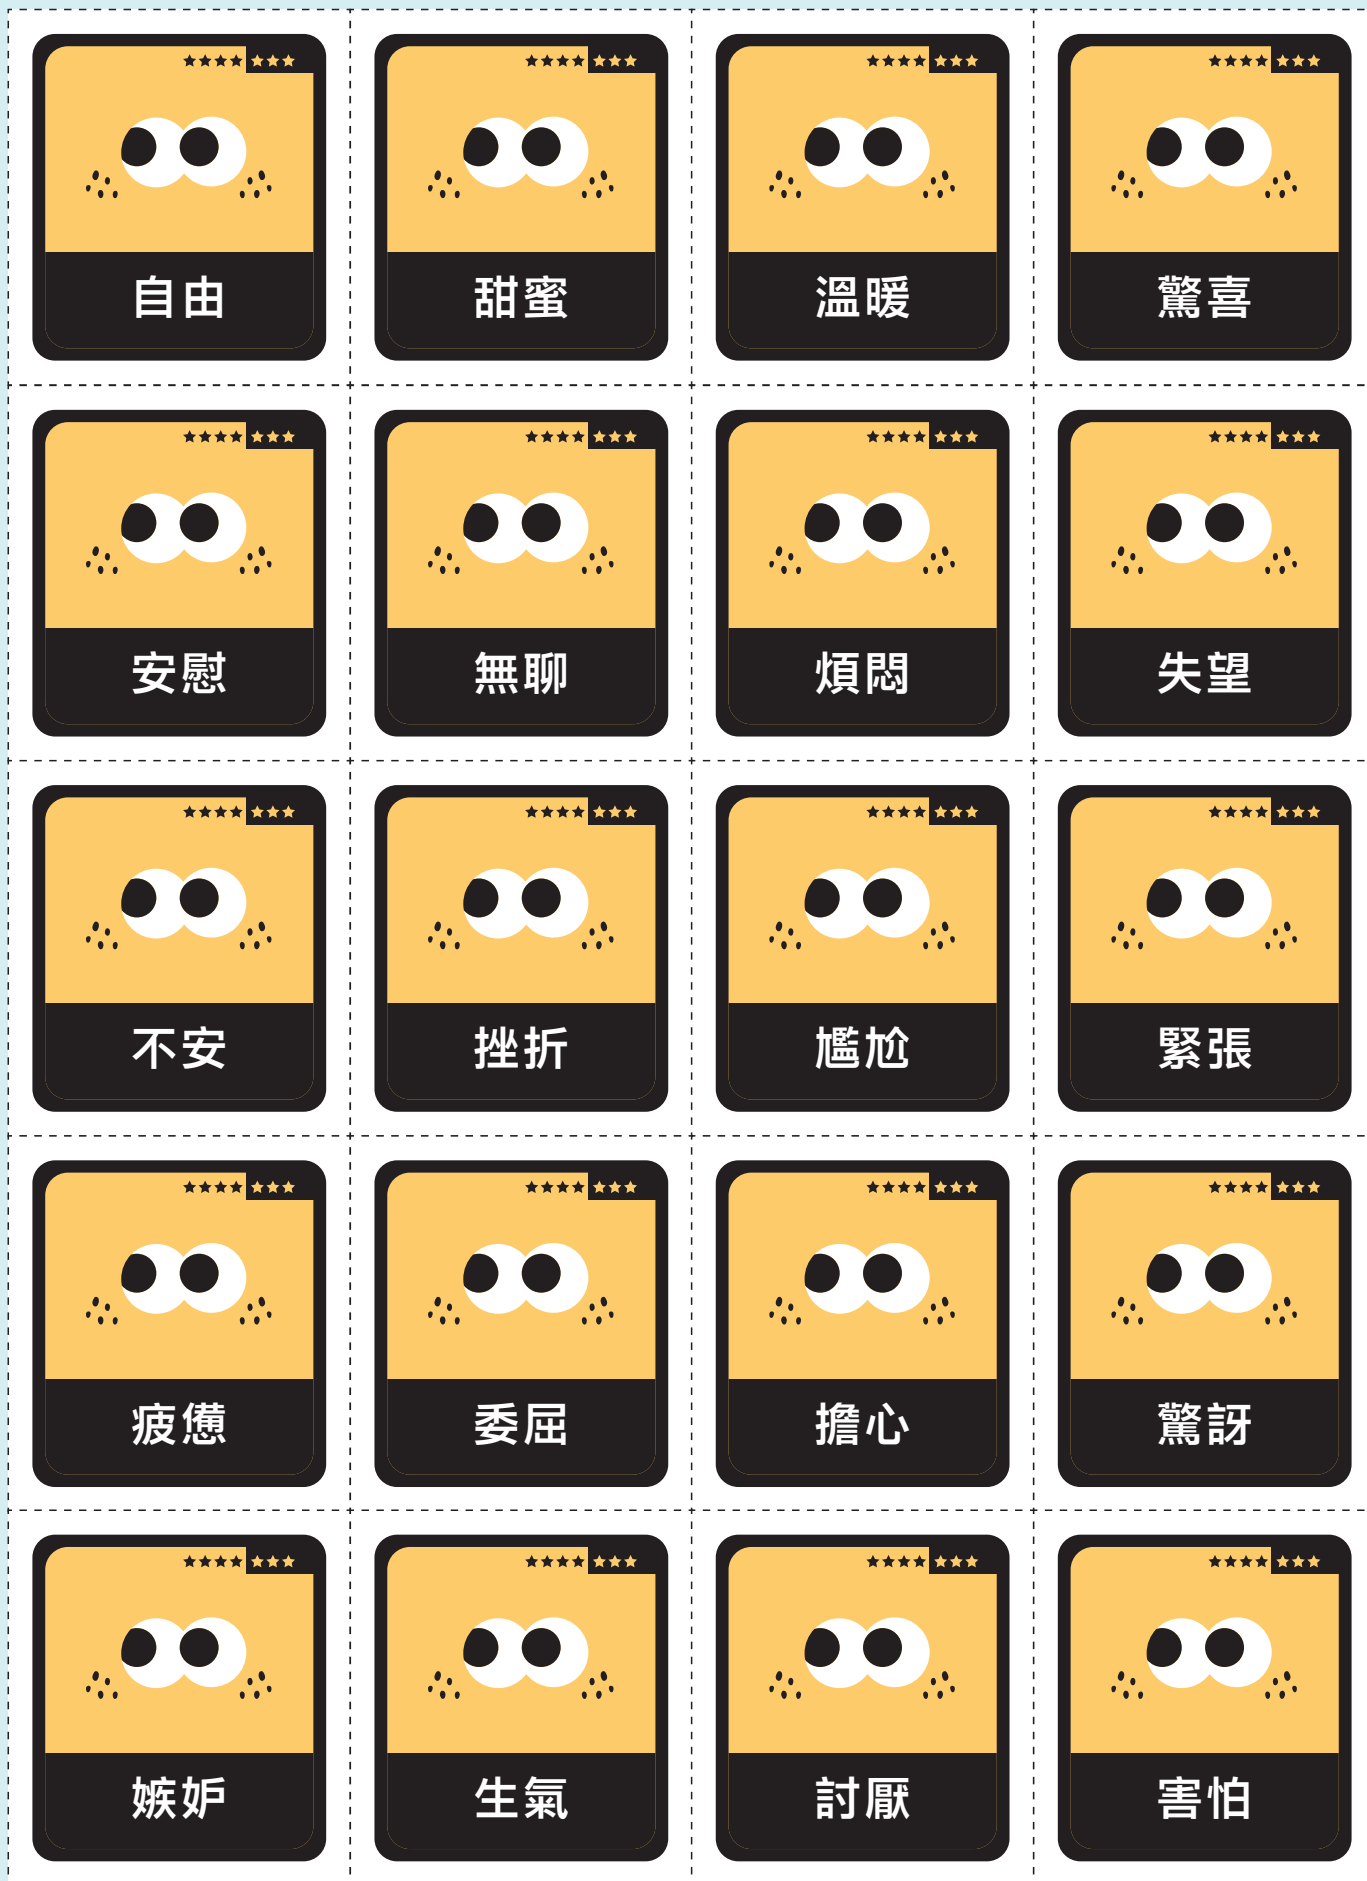 自由
甜蜜
溫暖
驚喜
安慰
無聊
煩悶
失望
不安
挫折
尷尬
緊張
疲憊
委屈
擔心
驚訝
嫉妒
生氣
討厭
害怕